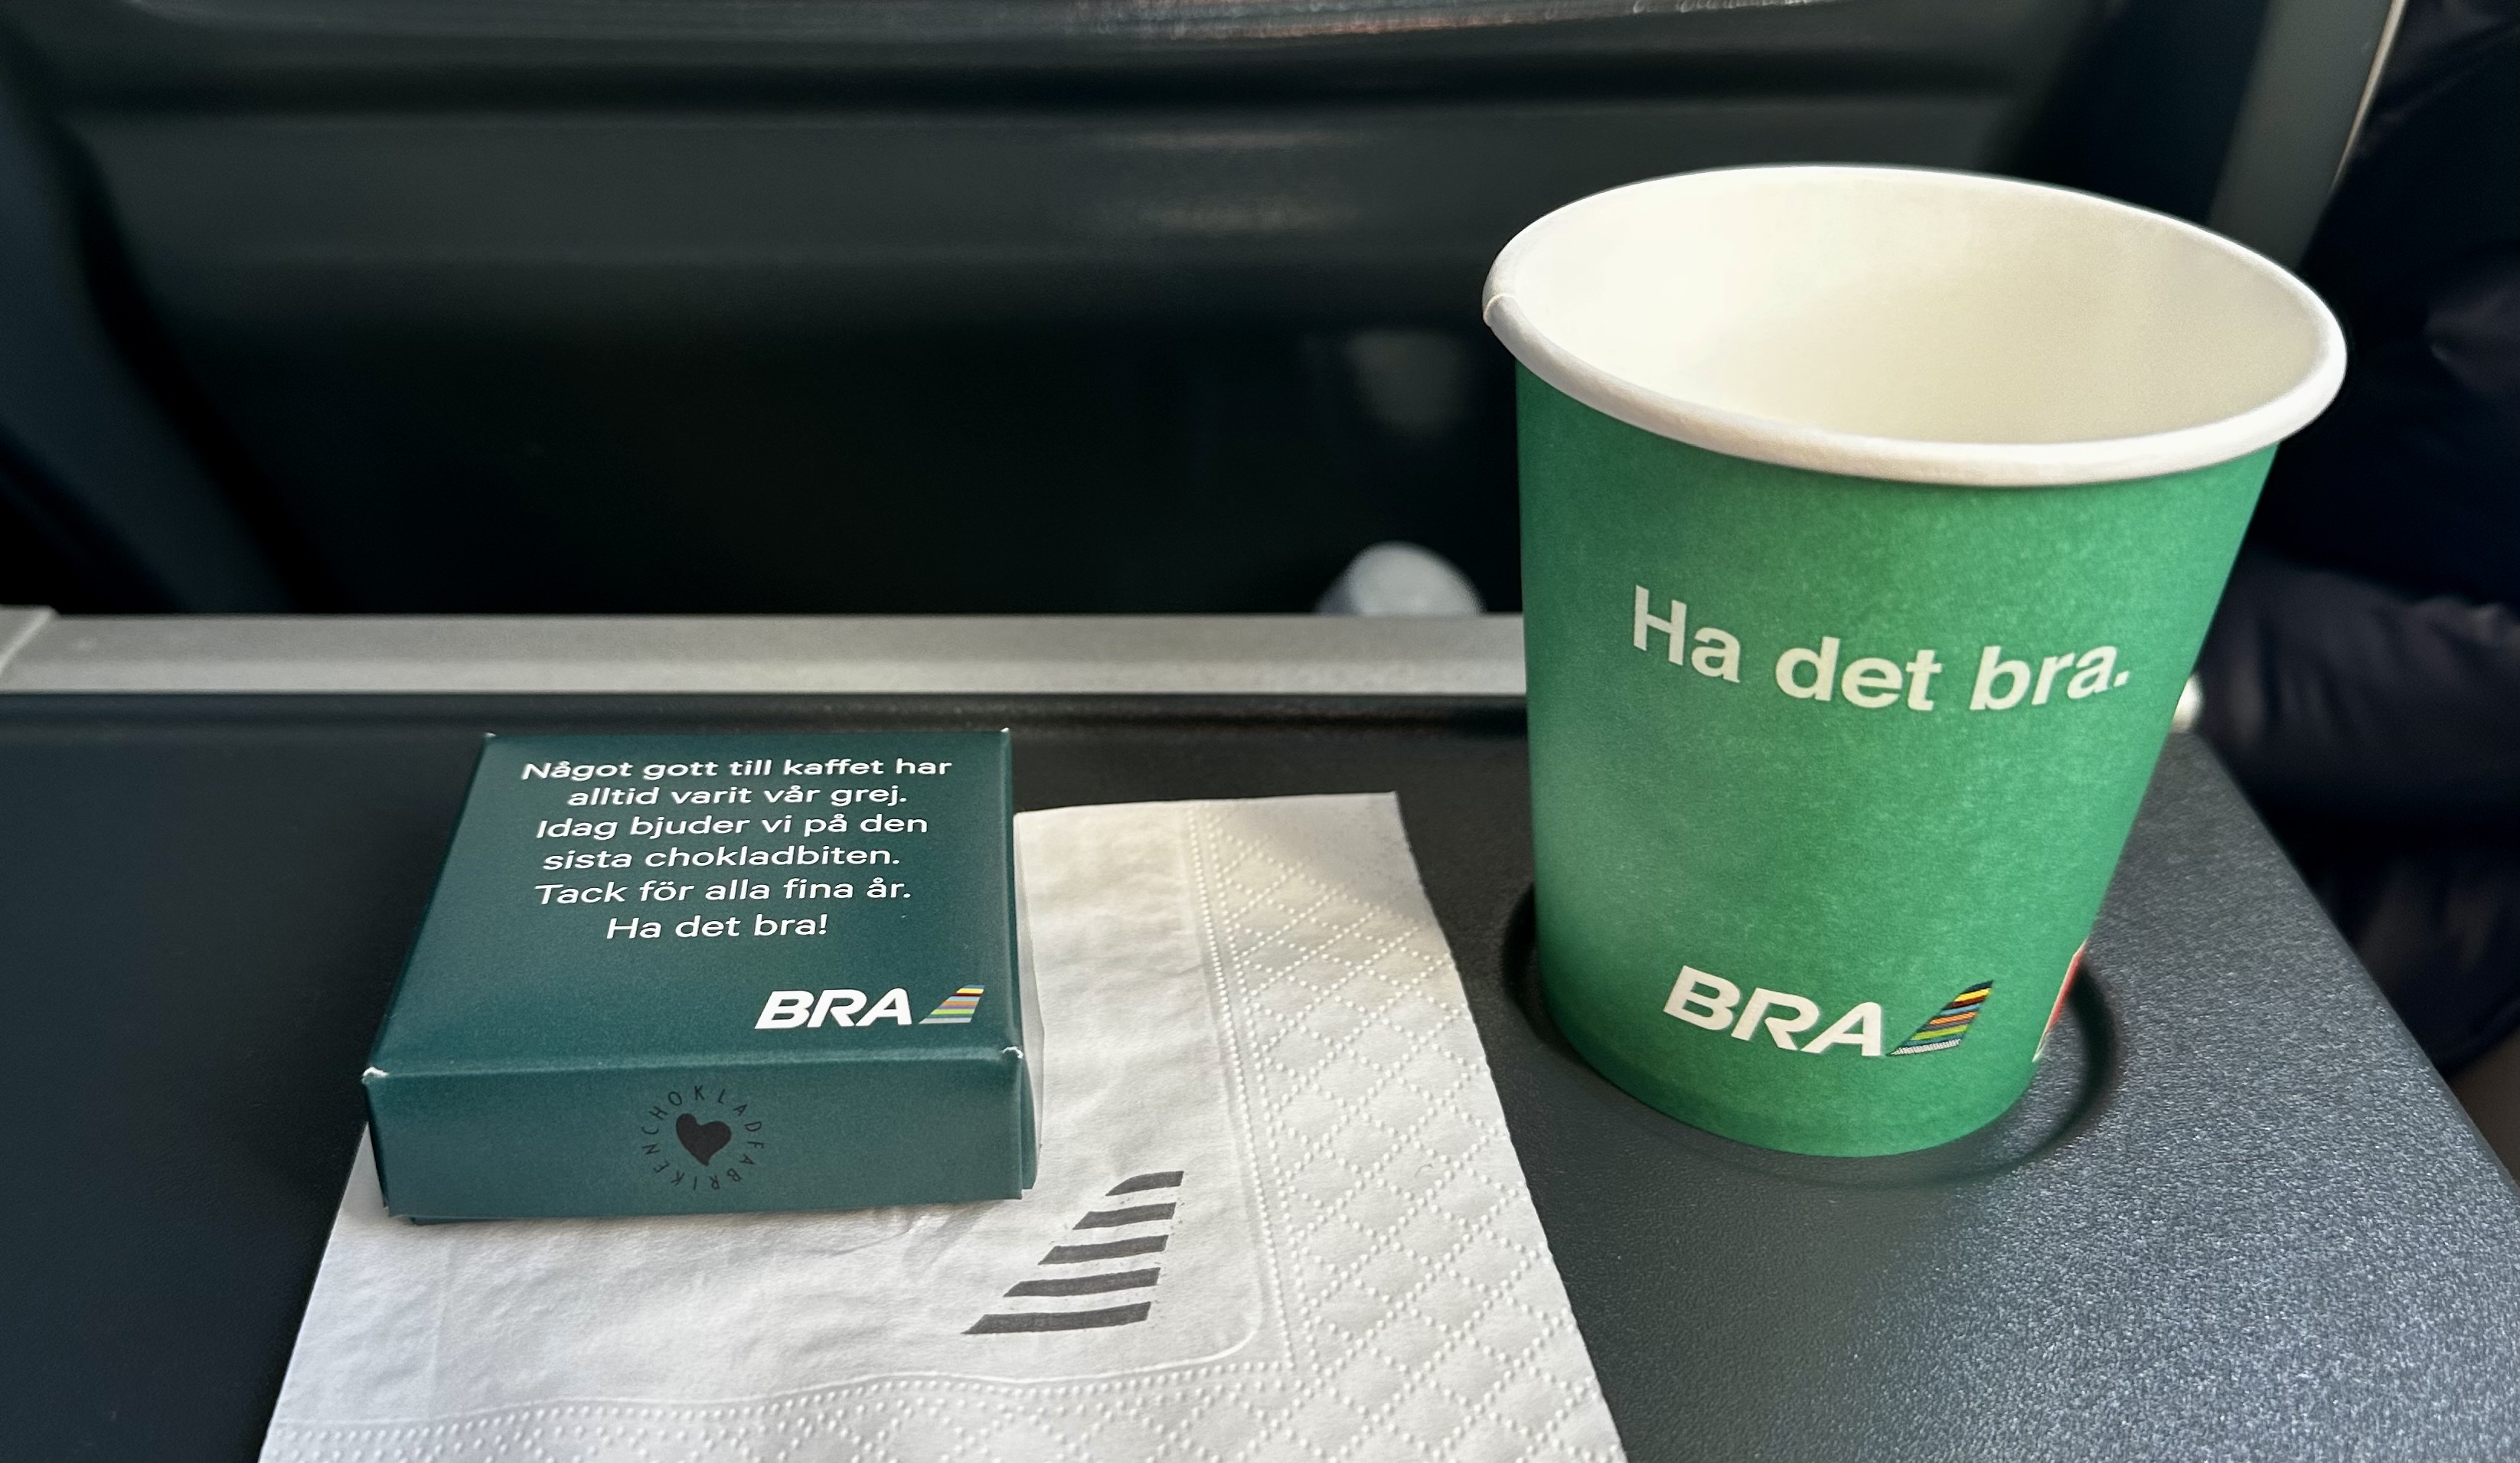 Något gott till kaffet har
alltid varit vår grej.
Idag bjuder vi på den
sista chokladbiten.
Tack för alla fina år.
Ha det bra!
BRA
CHOKLADFABRIKEN
Ha det bra.
BRA